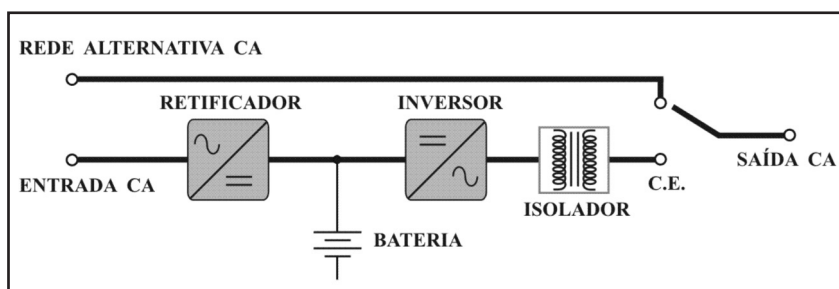 REDE ALTERNATIVA CA
RETIFICADOR
INVERSOR
ENTRADA CA
ISOLADOR
C.E.
SAÍDA CA
BATERIA